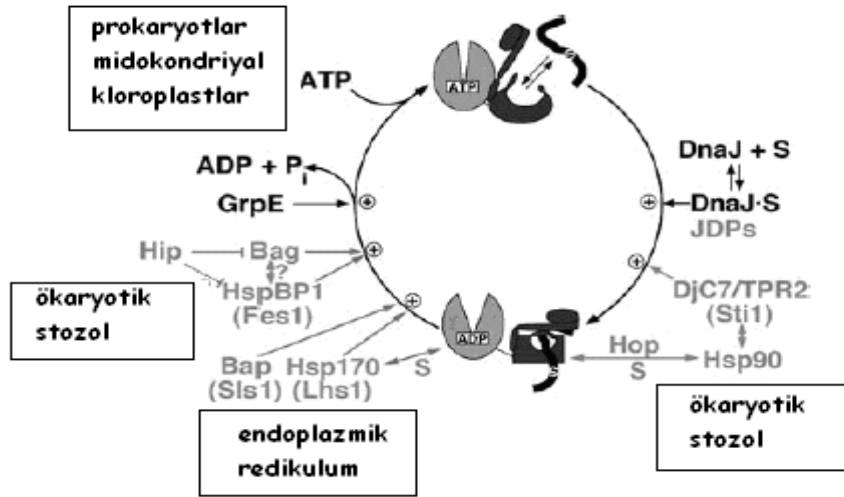 prokaryotlar
midokondriyal
kloroplastlar
ATP
ATP
S
ADP + Pi
GrpE
DnaJ + S
DnaJ·S
JDPs
Hip
Bag
?
HspBP1
(Fes1)
ökaryotik
stozol
DjC7/TPR2
(Sti1)
Bap
(Sls1)
Hsp170
(Lhs1)
S
ADP
S
Hop
S
Hsp90
endoplazmik
redikulum
ökaryotik
stozol